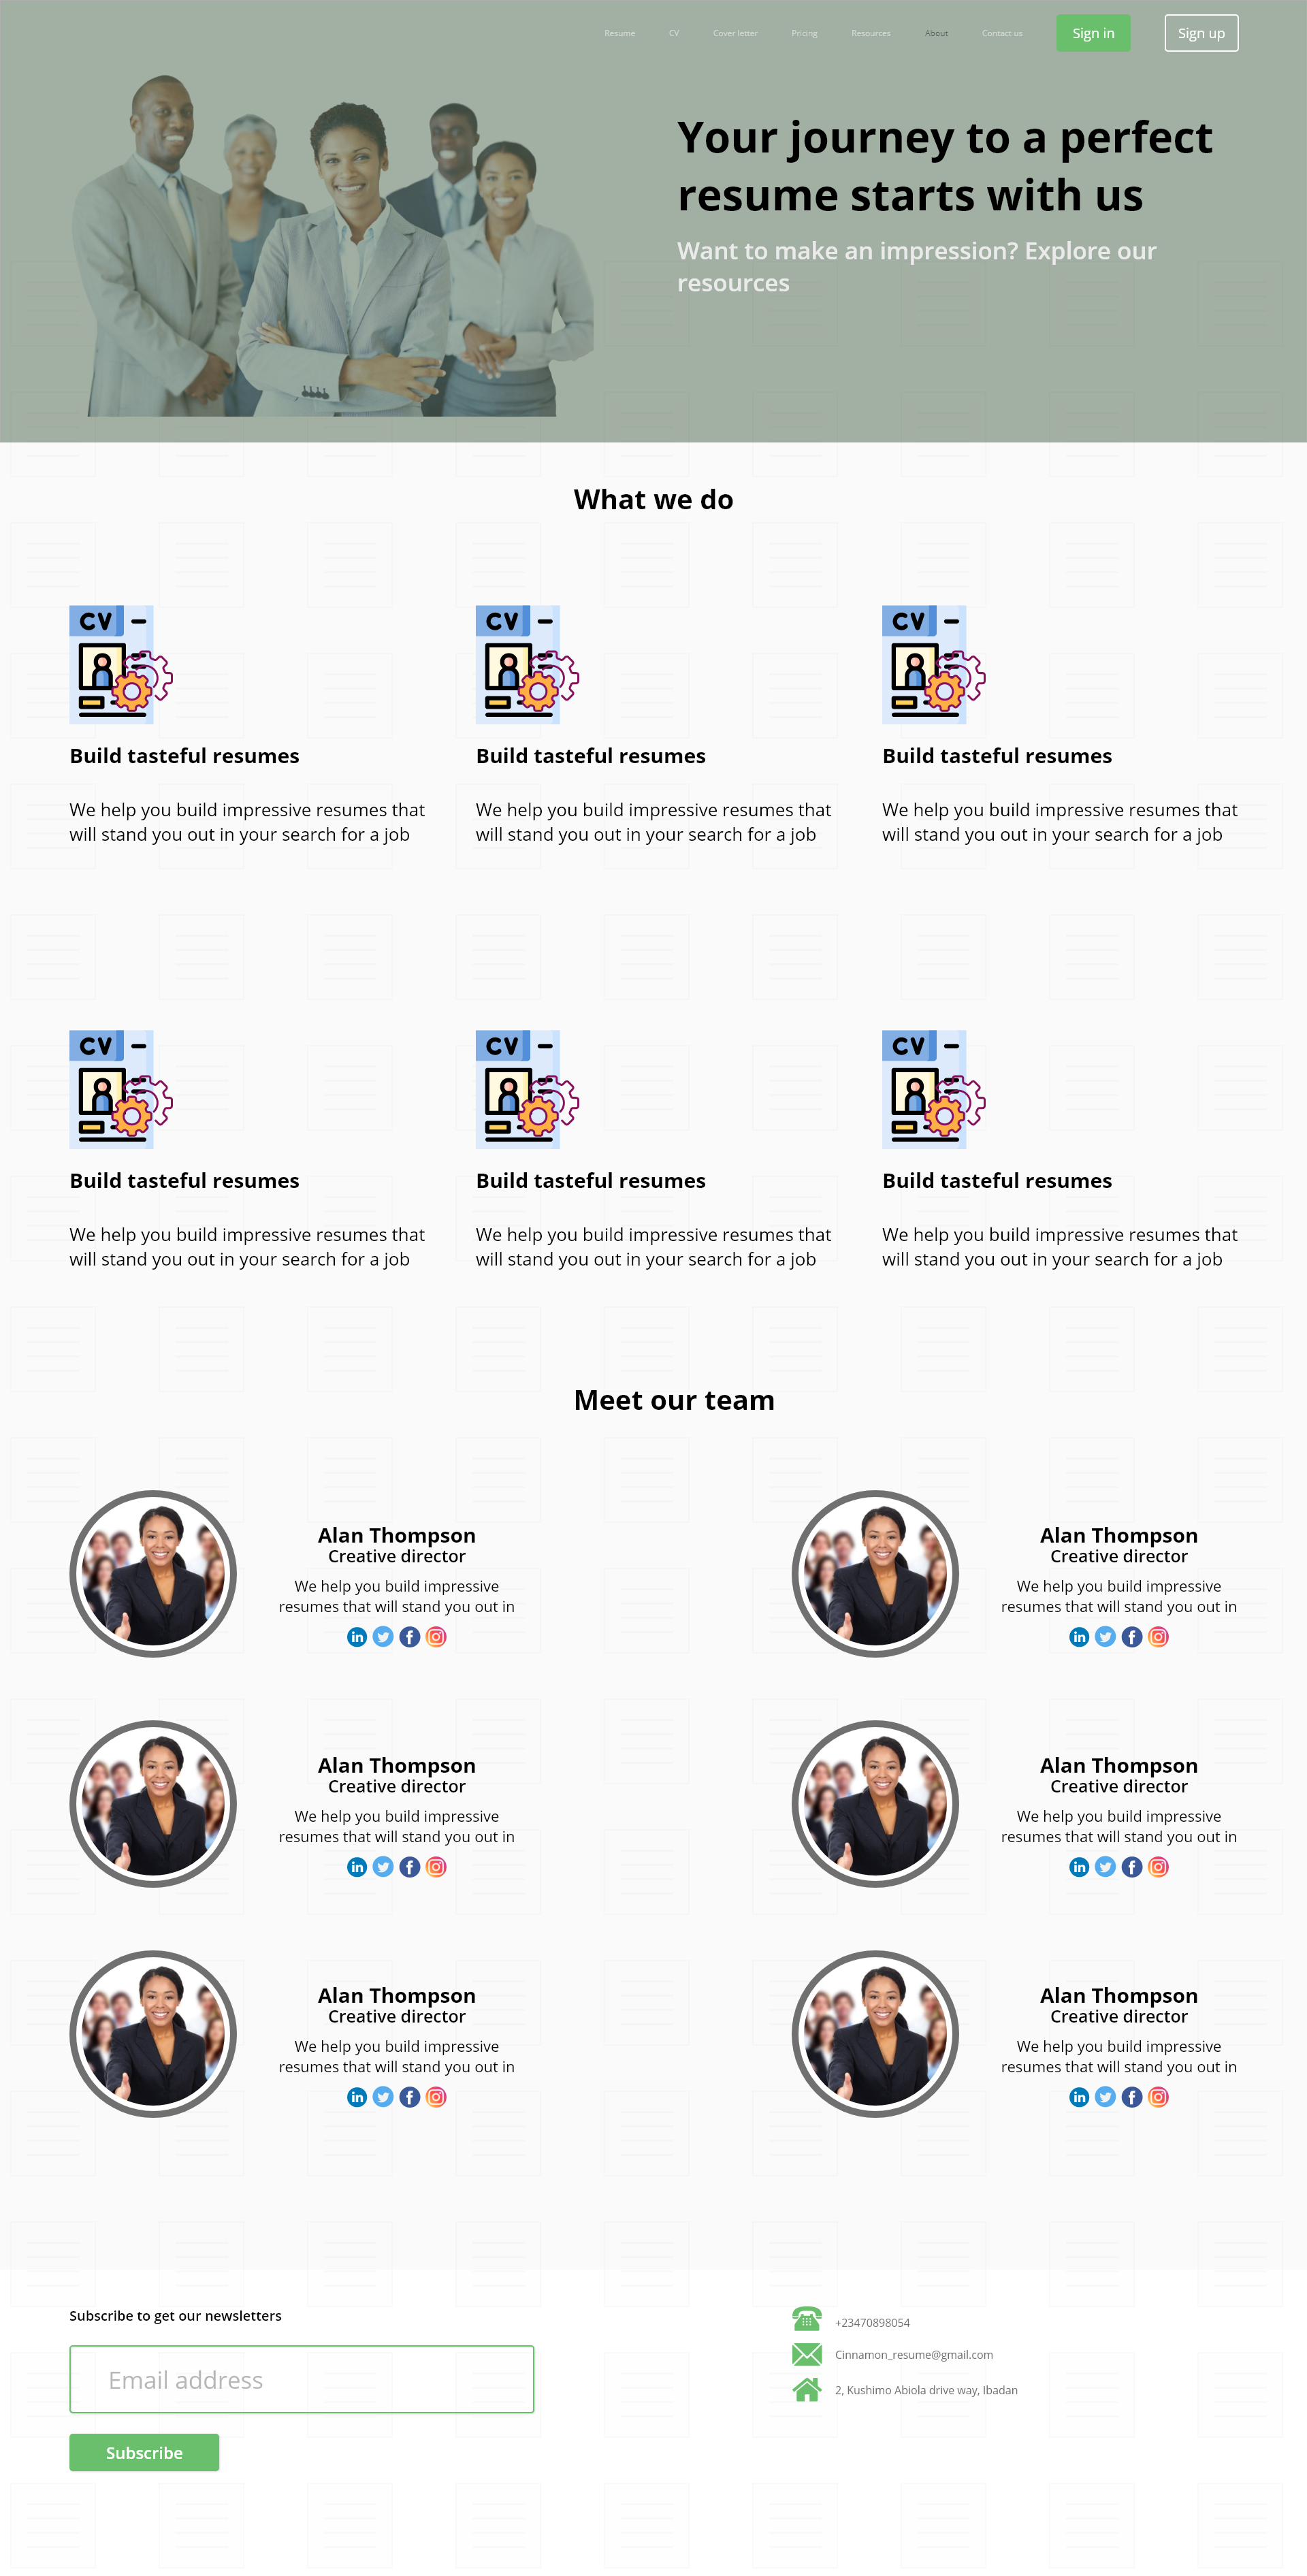 Resume CV Cover letter Pricing Resources About Contact us Sign in Sign up
Your journey to a perfect
resume starts with us
Want to make an impression? Explore our
resources
What we do
CV
Build tasteful resumes
We help you build impressive resumes that
will stand you out in your search for a job
CV
Build tasteful resumes
We help you build impressive resumes that
will stand you out in your search for a job
CV
Build tasteful resumes
We help you build impressive resumes that
will stand you out in your search for a job
CV
Build tasteful resumes
We help you build impressive resumes that
will stand you out in your search for a job
CV
Build tasteful resumes
We help you build impressive resumes that
will stand you out in your search for a job
CV
Build tasteful resumes
We help you build impressive resumes that
will stand you out in your search for a job
Meet our team
Alan Thompson
Creative director
We help you build impressive
resumes that will stand you out in
in f
Alan Thompson
Creative director
We help you build impressive
resumes that will stand you out in
in f
Alan Thompson
Creative director
We help you build impressive
resumes that will stand you out in
in f
Alan Thompson
Creative director
We help you build impressive
resumes that will stand you out in
in f
Alan Thompson
Creative director
We help you build impressive
resumes that will stand you out in
in f
Alan Thompson
Creative director
We help you build impressive
resumes that will stand you out in
in f
Subscribe to get our newsletters
Email address
Subscribe
+23470898054
Cinnamon_resume@gmail.com
2, Kushimo Abiola drive way, Ibadan